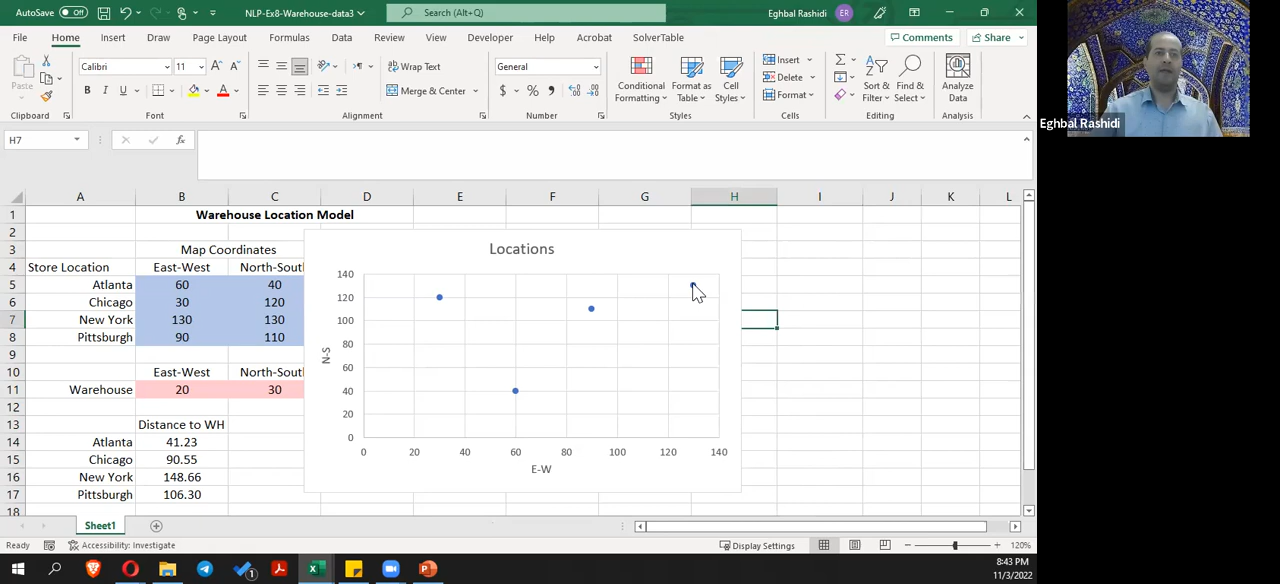 AutoSave Off NLP-Ex8-Warehouse-data3 Search (Alt+Q) Eghbal Rashidi ER
File Home Insert Draw Page Layout Formulas Data Review View Developer Help Acrobat SolverTable Comments Share
Paste Calibri 11 A A Wrap Text General Conditional Formatting Format as Table Cell Styles Insert Sort & Filter Find & Select Analyze Data
B I U A Merge & Center $ % Delete
Format
Clipboard Font Alignment Number Styles Cells Editing Analysis
Eghbal Rashidi
H7 fx
A B C D E F G H I J K L
1 Warehouse Location Model
2
3 Map Coordinates
4 Store Location East-West North-South
5 Atlanta 60 40
6 Chicago 30 120
7 New York 130 130
8 Pittsburgh 90 110
9
10 East-West North-South
11 Warehouse 20 30
12
13 Distance to WH
14 Atlanta 41.23
15 Chicago 90.55
16 New York 148.66
17 Pittsburgh 106.30
18
Locations
140
120
100
80
60
40
20
0
N-S
0 20 40 60 80 100 120 140
E-W
Sheet1
Ready Accessibility: Investigate Display Settings 120%
1
8:43 PM
11/3/2022